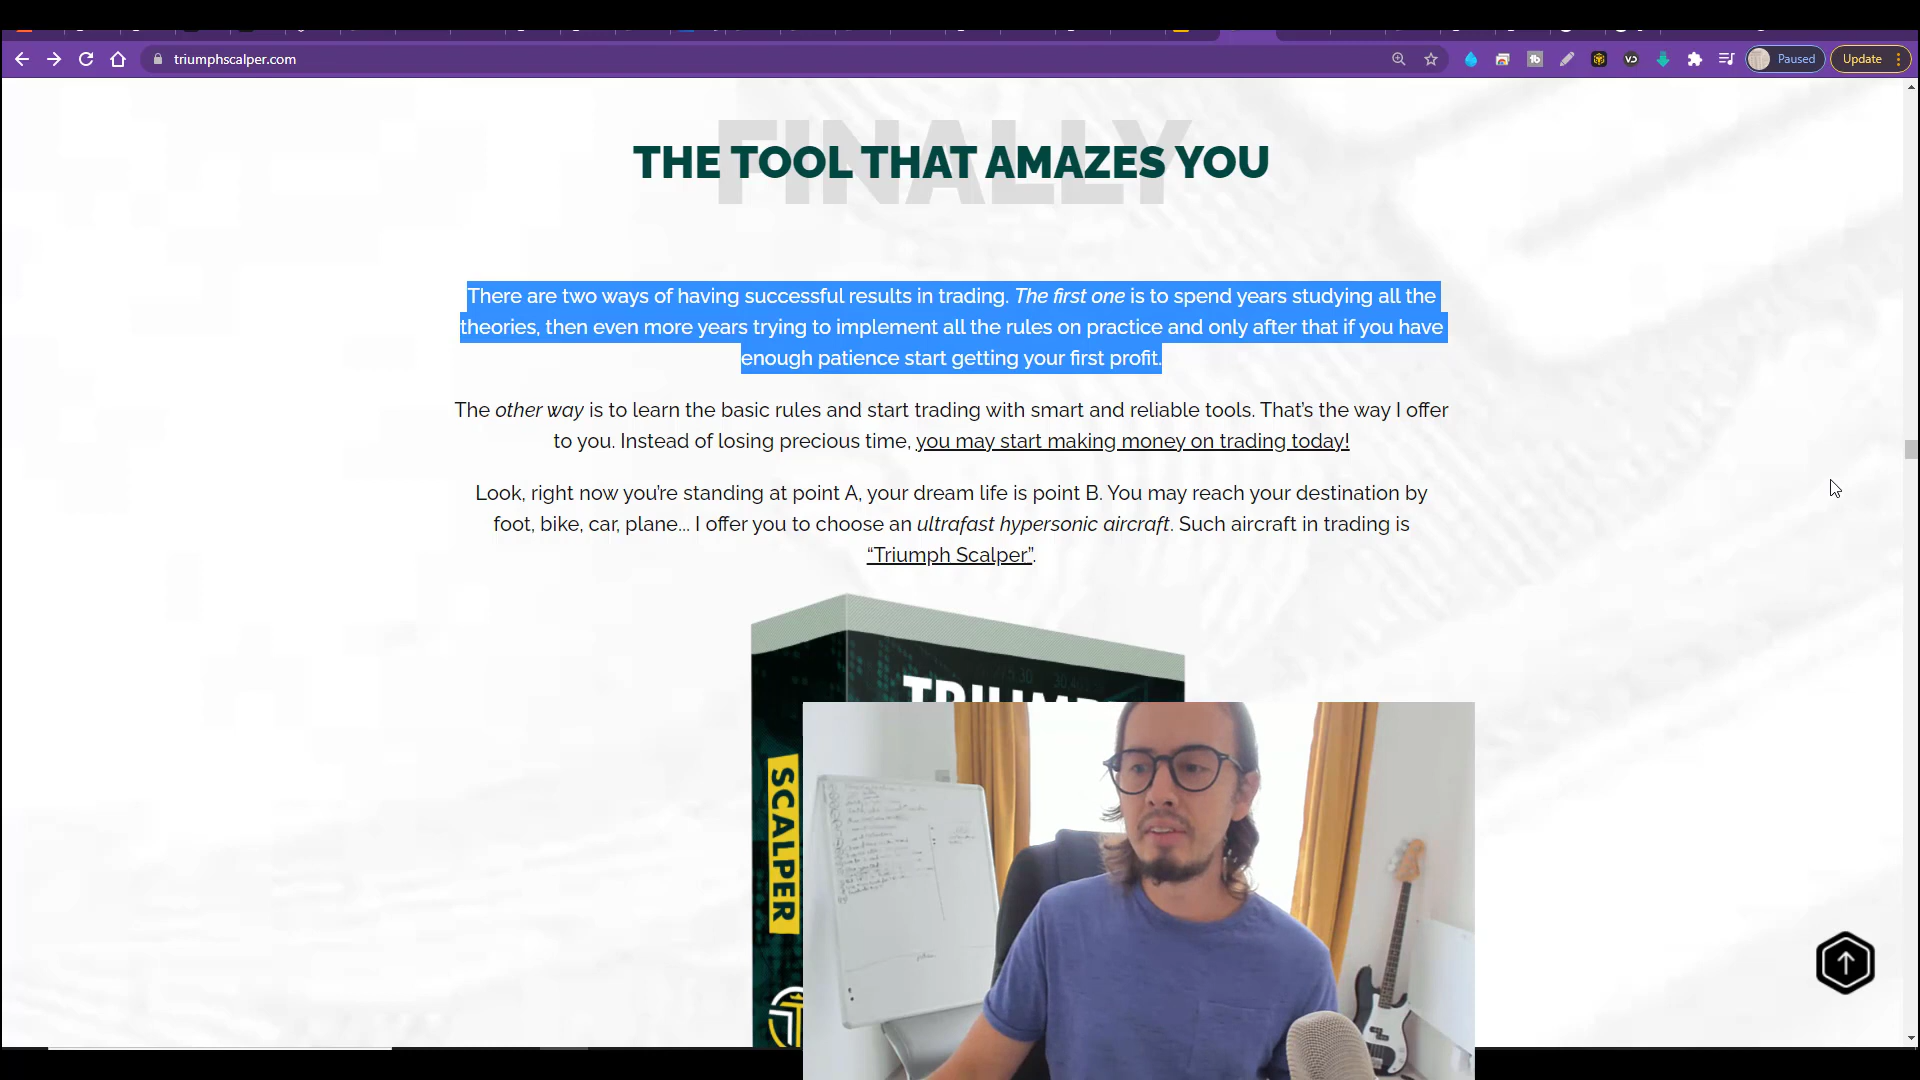 triumphscalper.com
Paused
Update
FINALLY
THE TOOL THAT AMAZES YOU
There are two ways of having successful results in trading. The first one is to spend years studying all the
theories, then even more years trying to implement all the rules on practice and only after that if you have
enough patience start getting your first profit.
The other way is to learn the basic rules and start trading with smart and reliable tools. That's the way I offer
to you. Instead of losing precious time, you may start making money on trading today!
Look, right now you're standing at point A, your dream life is point B. You may reach your destination by
foot, bike, car, plane... I offer you to choose an ultrafast hypersonic aircraft. Such aircraft in trading is
“Triumph Scalper”.
SCALPER